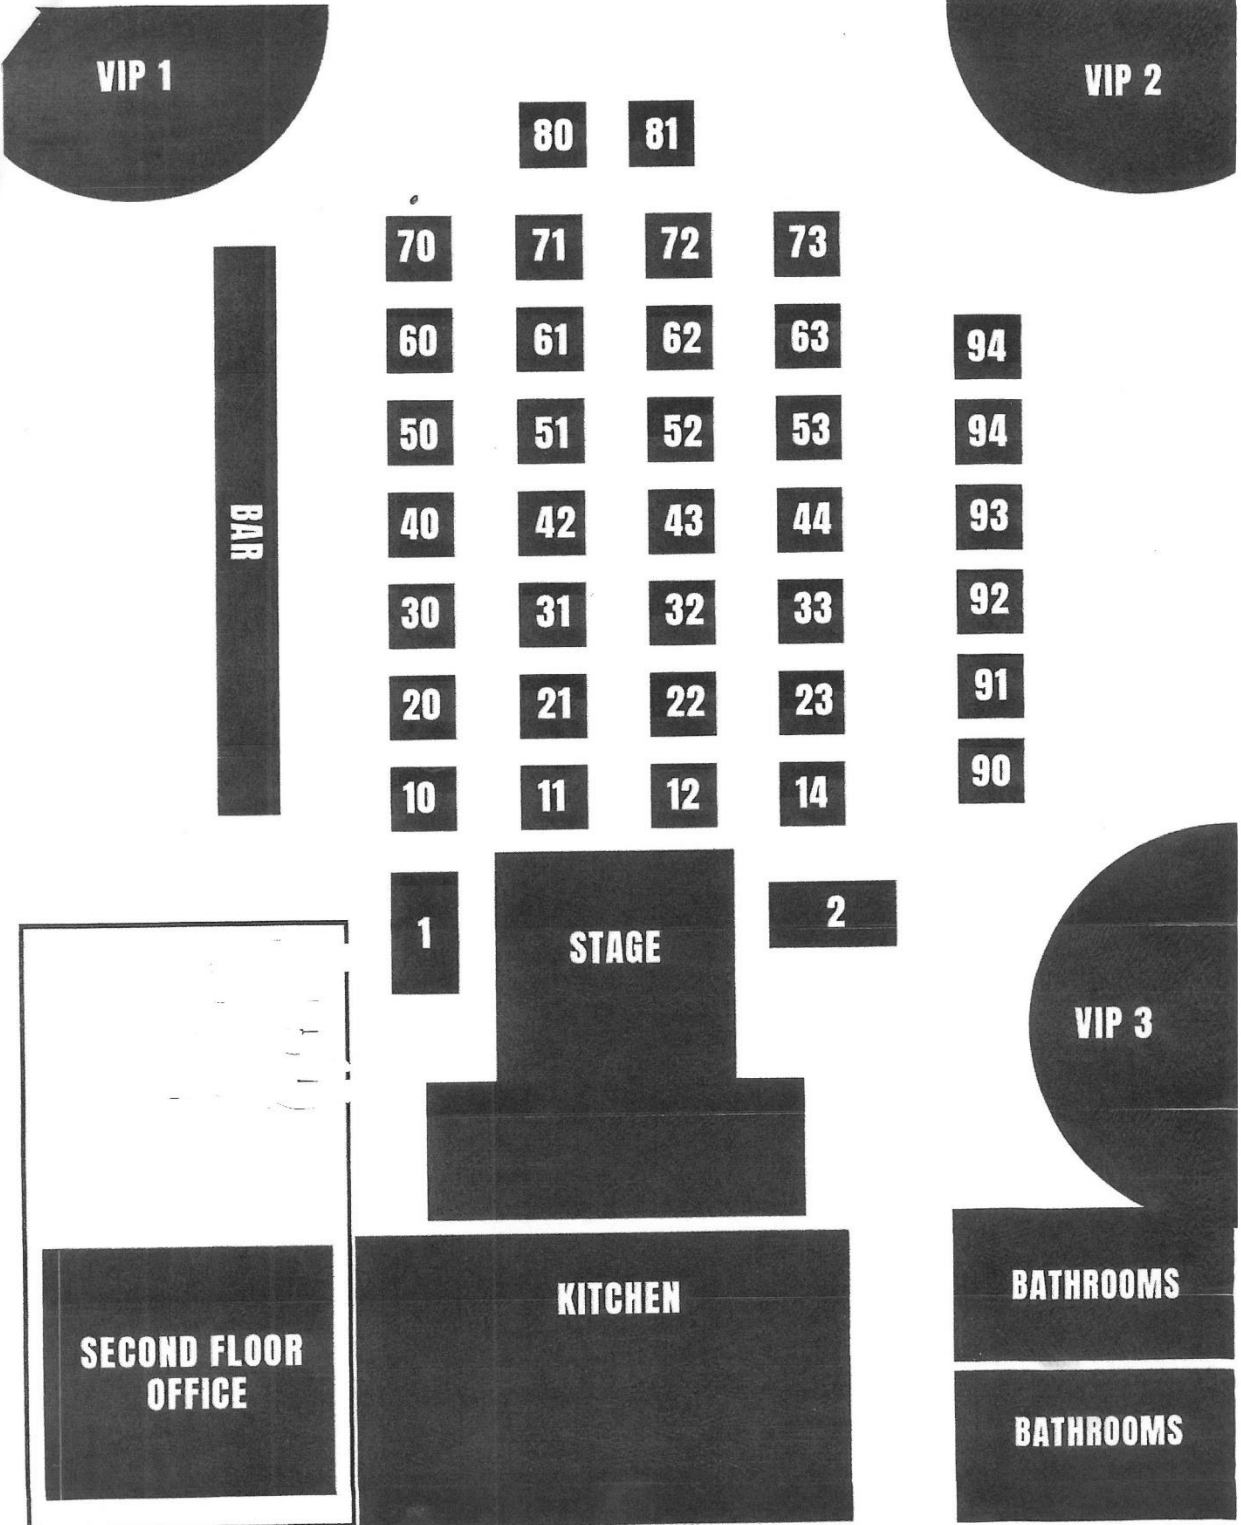 VIP 1
VIP 2
80 81
70 71 72 73
60 61 62 63
94
50 51 52 53
94
40 42 43 44
93
30 31 32 33
92
20 21 22 23
91
10 11 12 14
90
BAR
1
STAGE
2
VIP 3
KITCHEN
BATHROOMS
SECOND FLOOR
OFFICE
BATHROOMS